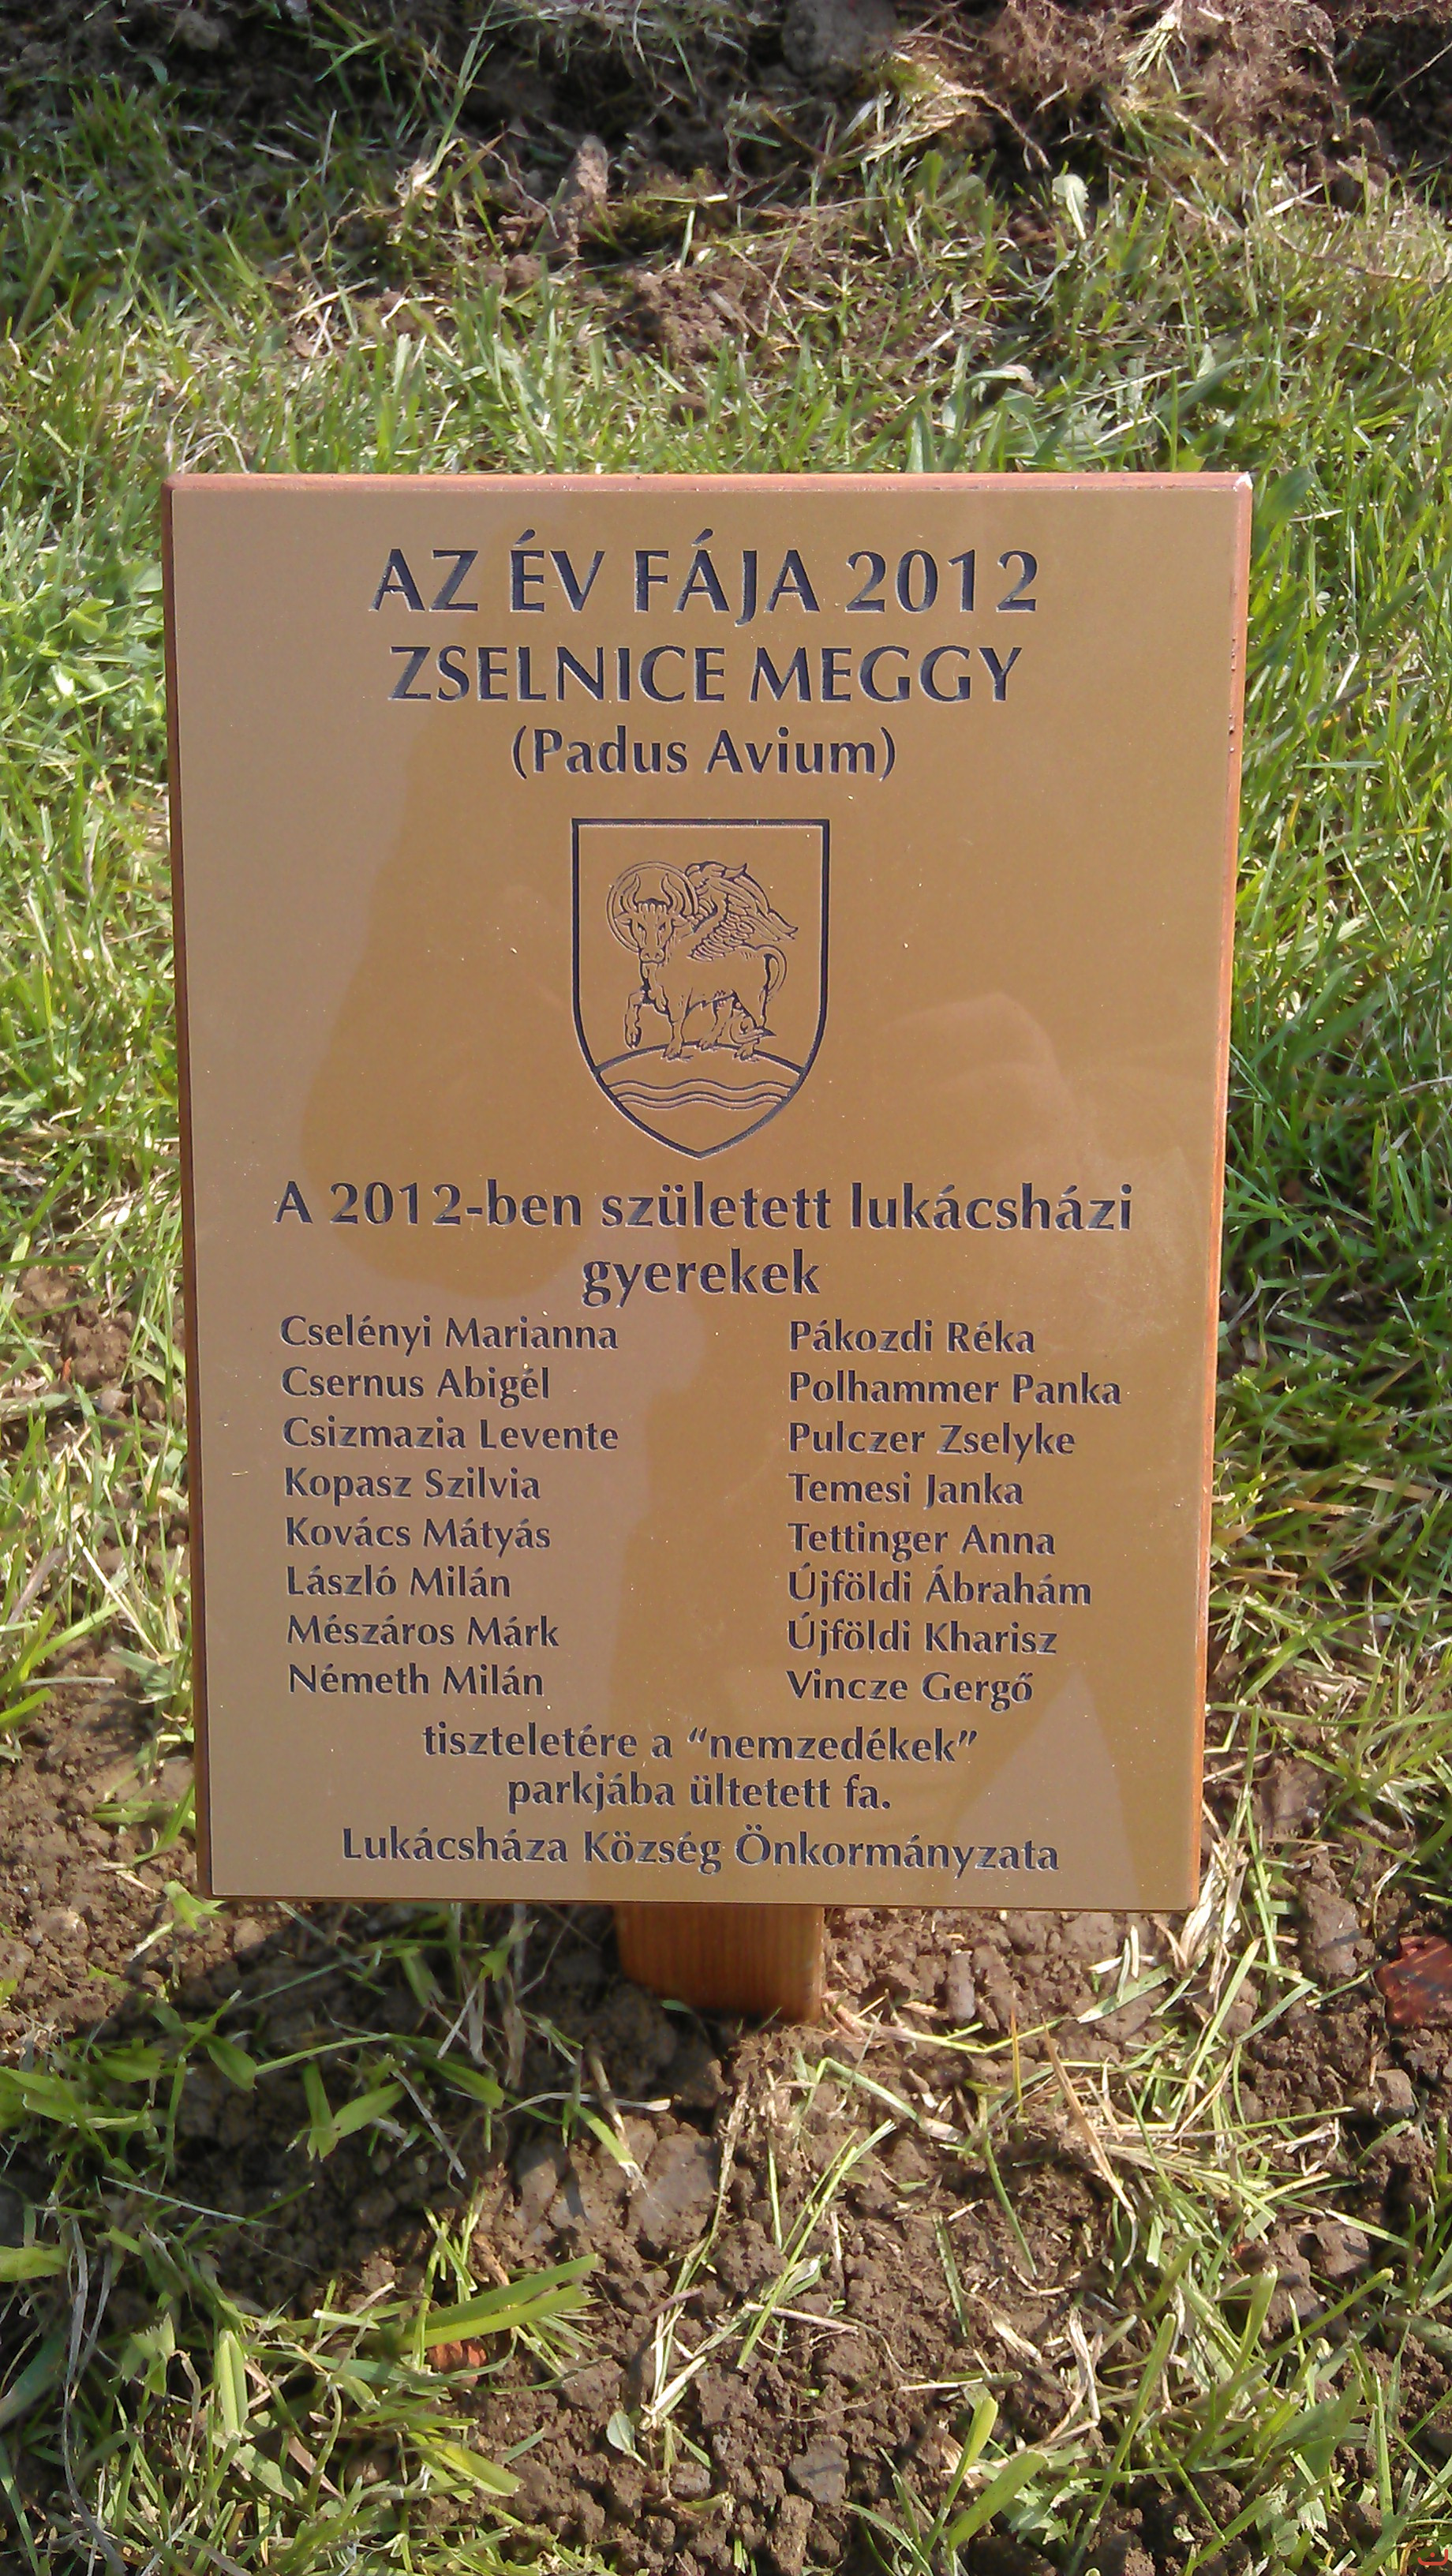 AZ ÉV FÁJA 2012
ZSELNICE MEGGY
(Padus Avium)
A 2012-ben született lukácsházi
gyerekek
Cselényi Marianna
Csernus Abigél
Csizmazia Levente
Kopasz Szilvia
Kovács Mátyás
László Milán
Mészáros Márk
Németh Milán
Pákozdi Réka
Polhammer Panka
Pulczer Zselyke
Temesi Janka
Tettinger Anna
Újföldi Ábrahám
Újföldi Kharisz
Vincze Gergő
tiszteletére a “nemzedékek”
parkjába ültetett fa.
Lukácsháza Község Önkormányzata